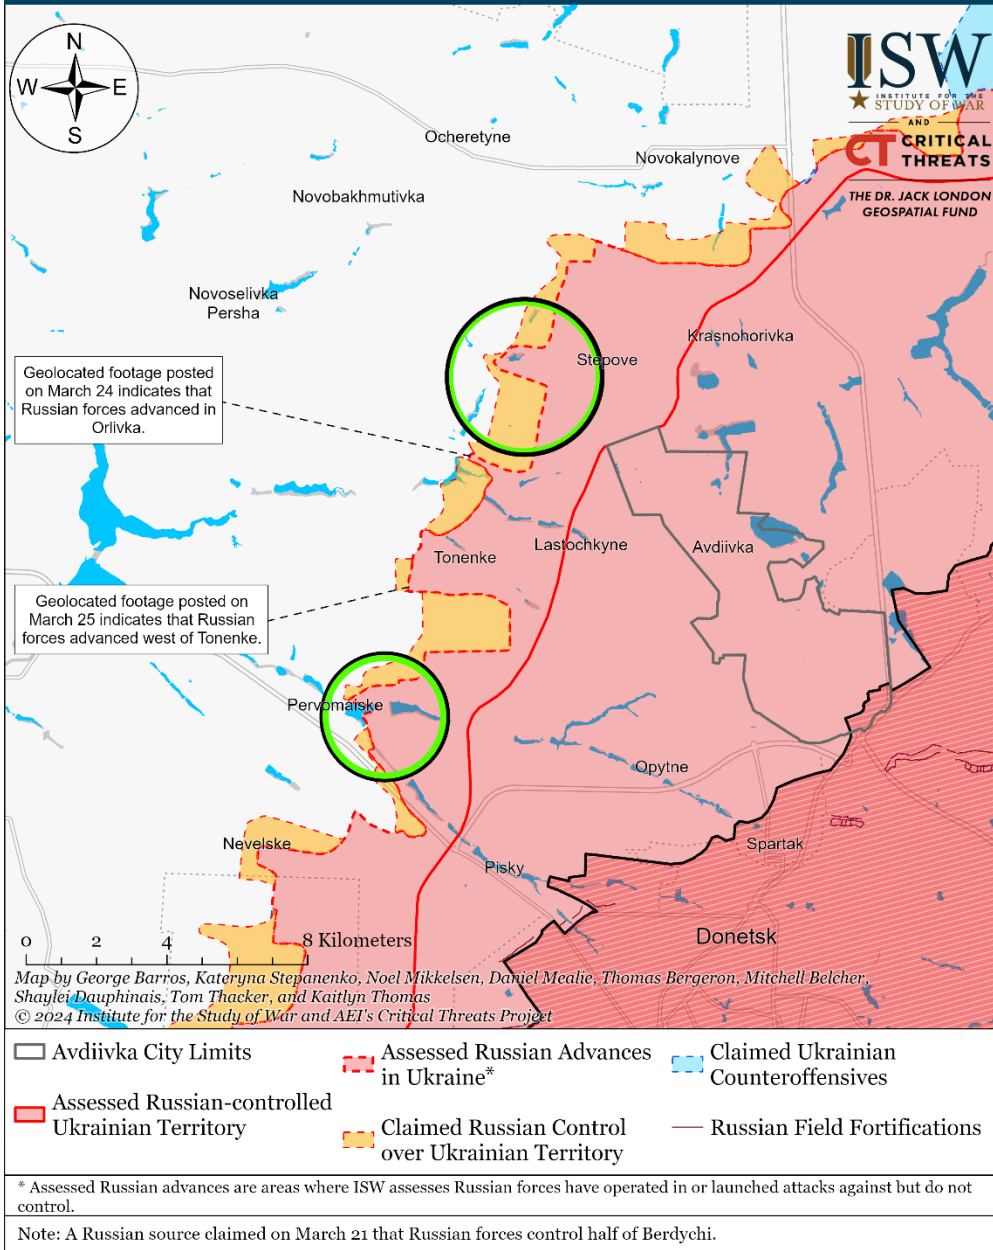 N
W
E
S
ISW
INSTITUTE FOR THE
STUDY OF WAR
AND
CT CRITICAL
THREATS
THE DR. JACK LONDON
GEOSPATIAL FUND
Ocheretyne
Novokalynove
Novobakhmutivka
Novoselivka
Persha
Krasnohorivka
Stepove
Geolocated footage posted
on March 24 indicates that
Russian forces advanced in
Orlivka.
Tonenke
Lastochkyne
Avdiivka
Geolocated footage posted on
March 25 indicates that Russian
forces advanced west of Tonenke.
Pervomaiske
Opytne
Nevelske
Spartak
Pisky
Donetsk
0 2 4 8 Kilometers
Map by George Barros, Kateryna Stepanenko, Noel Mikkelsen, Daniel Mealie, Thomas Bergeron, Mitchell Belcher,
Shaylei Dauphinais, Tom Thacker, and Kaitlyn Thomas
© 2024 Institute for the Study of War and AEI's Critical Threats Project
Avdiivka City Limits
Assessed Russian-controlled
Ukrainian Territory
Assessed Russian Advances
in Ukraine*
Claimed Russian Control
over Ukrainian Territory
Claimed Ukrainian
Counteroffensives
Russian Field Fortifications
* Assessed Russian advances are areas where ISW assesses Russian forces have operated in or launched attacks against but do not
control.
Note: A Russian source claimed on March 21 that Russian forces control half of Berdychi.